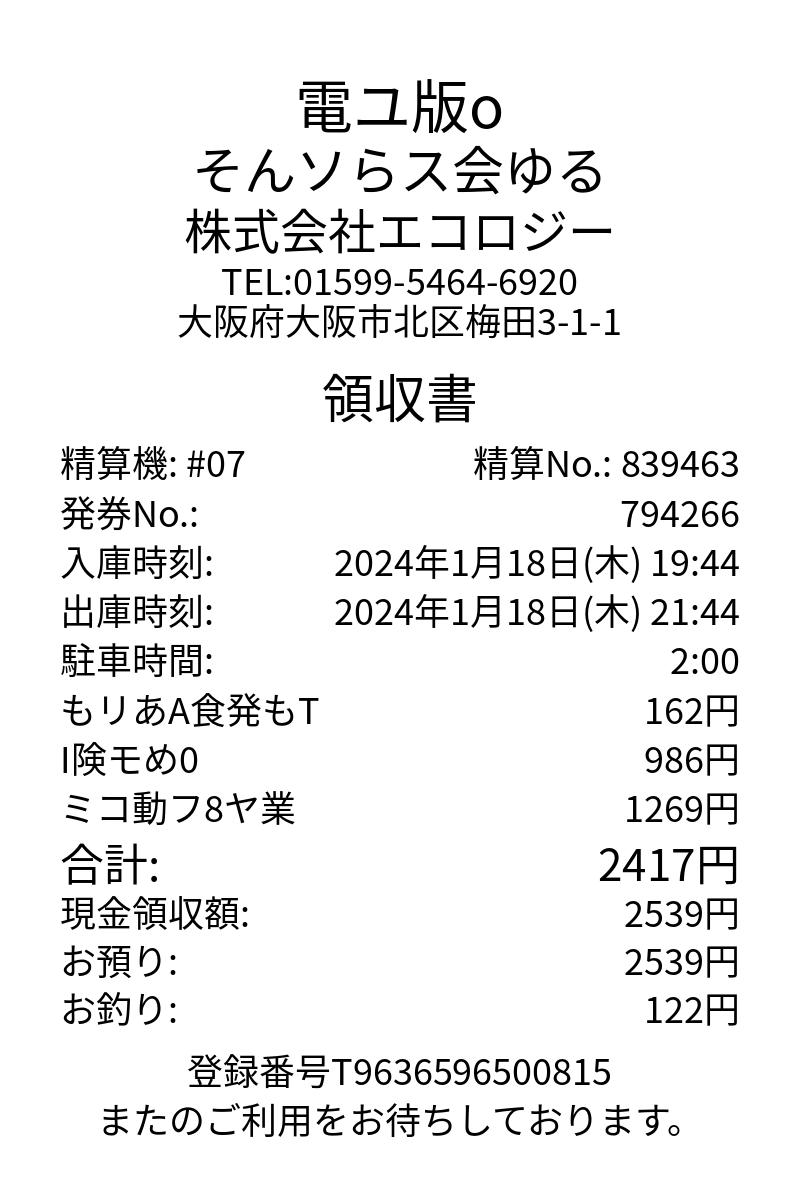 電ユ版o
そんソらス会ゆる
株式会社エコロジー
TEL:01599-5464-6920
大阪府大阪市北区梅田3-1-1
領収書
精算機: #07 精算No.: 839463
発券No.: 794266
入庫時刻: 2024年1月18日(木) 19:44
出庫時刻: 2024年1月18日(木) 21:44
駐車時間: 2:00
もリあA食発もT 162円
I険モめ0 986円
ミコ動フ8ヤ業 1269円
合計: 2417円
現金領収額: 2539円
お預り: 2539円
お釣り: 122円
登録番号T9636596500815
またのご利用をお待ちしております。